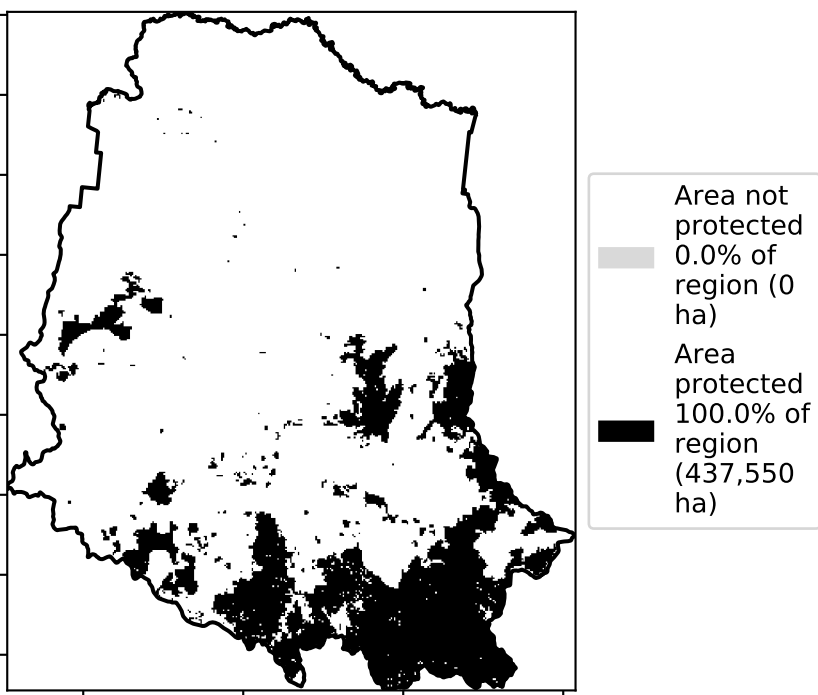 Area not
protected
0.0% of
region (0
ha)
Area
protected
100.0% of
region
(437,550
ha)